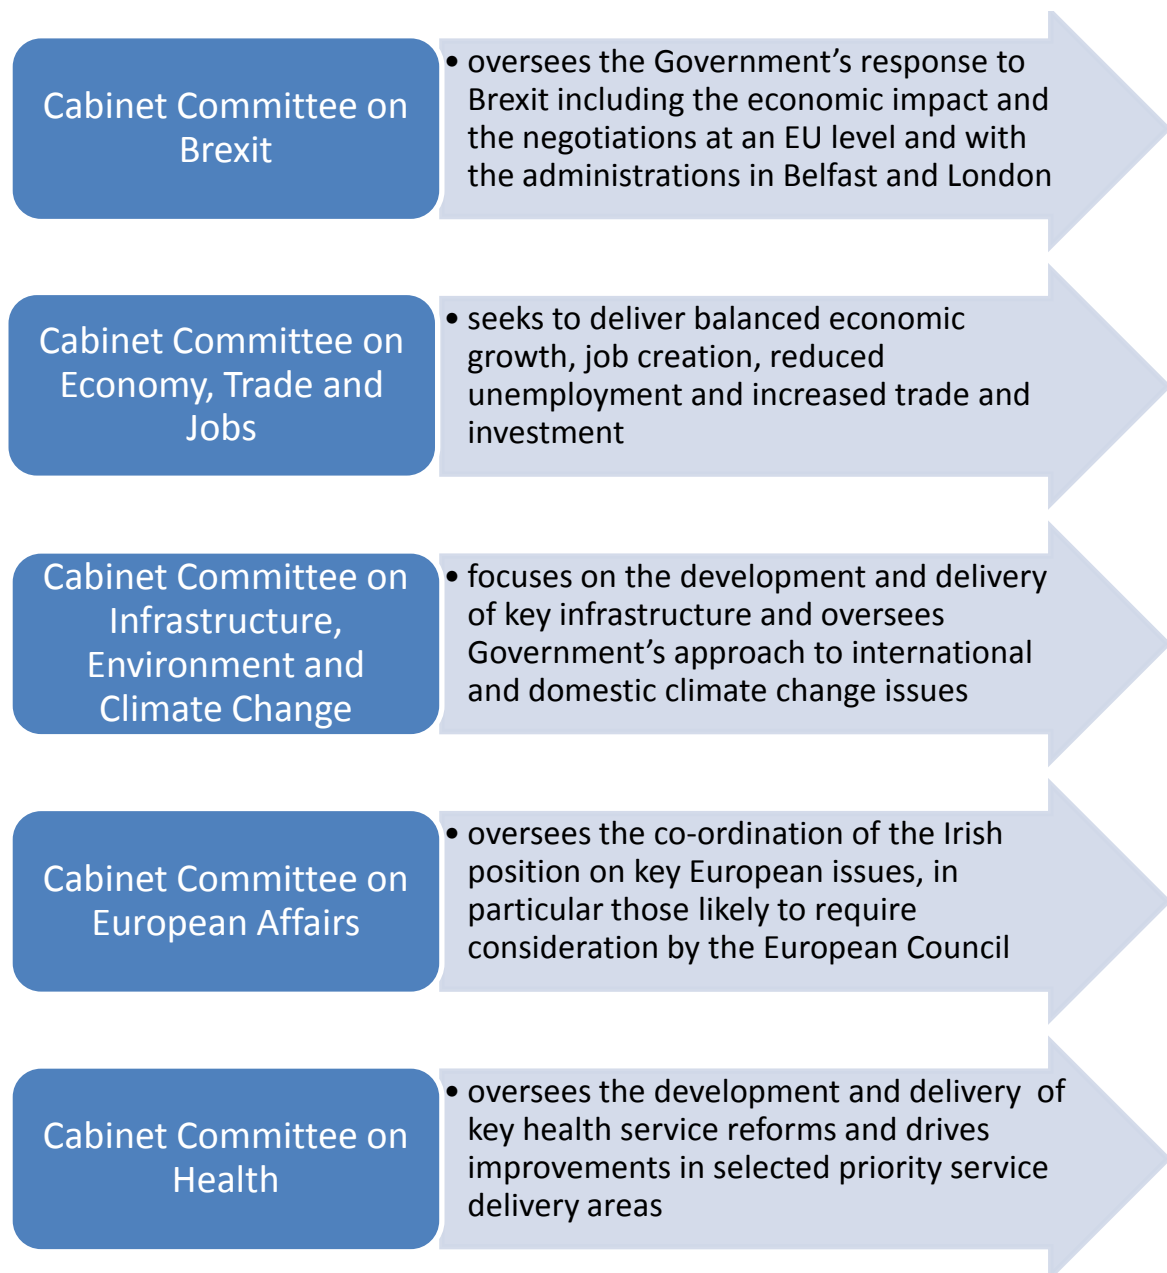 Cabinet Committee on
Brexit
• oversees the Government's response to
Brexit including the economic impact and
the negotiations at an EU level and with
the administrations in Belfast and London
Cabinet Committee on
Economy, Trade and
Jobs
• seeks to deliver balanced economic
growth, job creation, reduced
unemployment and increased trade and
investment
Cabinet Committee on
Infrastructure,
Environment and
Climate Change
• focuses on the development and delivery
of key infrastructure and oversees
Government's approach to international
and domestic climate change issues
Cabinet Committee on
European Affairs
• oversees the co-ordination of the Irish
position on key European issues, in
particular those likely to require
consideration by the European Council
Cabinet Committee on
Health
• oversees the development and delivery  of
key health service reforms and drives
improvements in selected priority service
delivery areas